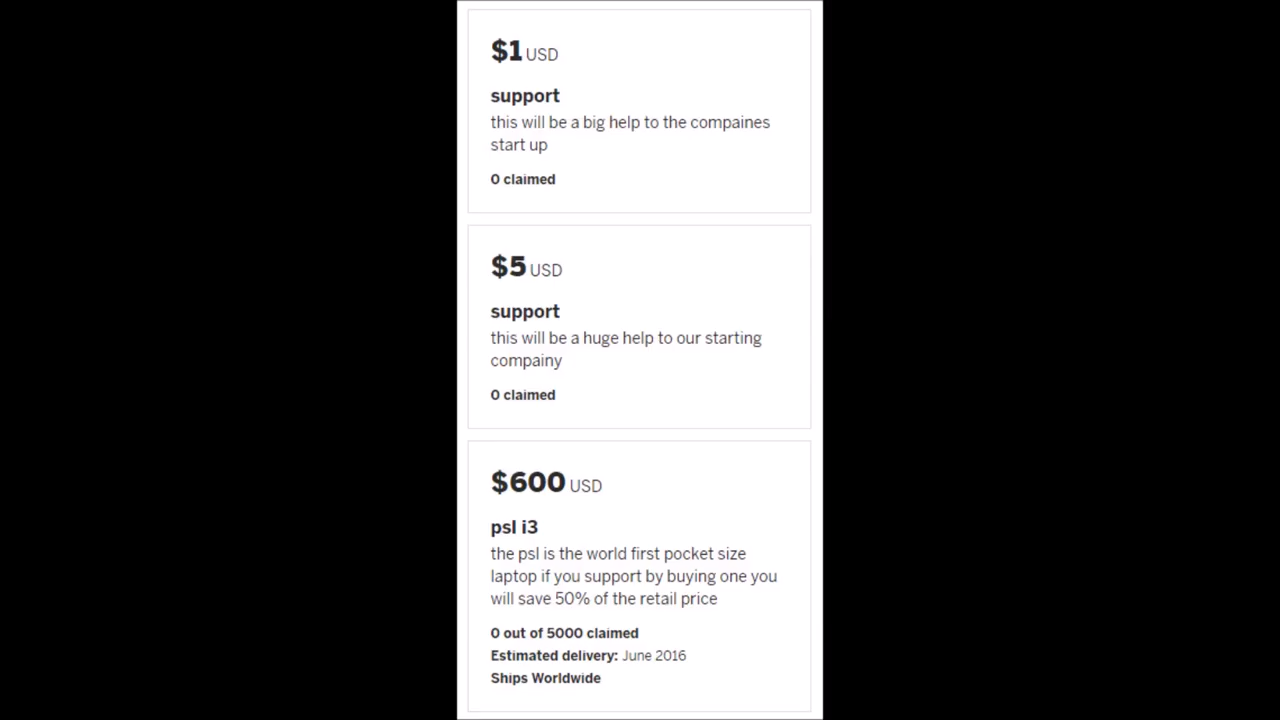 $1 USD
support
this will be a big help to the compaines
start up
0 claimed
$5 USD
support
this will be a huge help to our starting
compainy
0 claimed
$600 USD
psl i3
the psl is the world first pocket size
laptop if you support by buying one you
will save 50% of the retail price
0 out of 5000 claimed
Estimated delivery: June 2016
Ships Worldwide